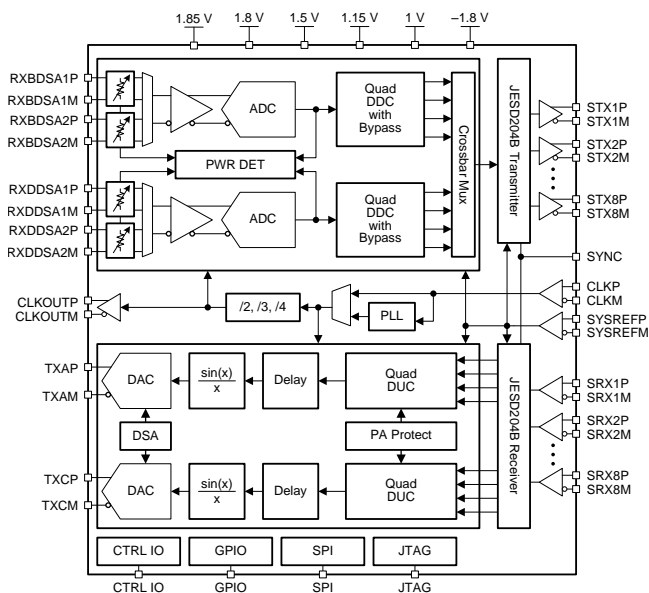 1.85 V 1.8 V 1.5 V 1.15 V 1 V –1.8 V
RXBDSA1P
RXBDSA1M
RXBDSA2P
RXBDSA2M
ADC
Quad
DDC
with
Bypass
Crossbar Mux
JESD204B Transmitter
STX1P
STX1M
STX2P
STX2M
STX8P
STX8M
PWR DET
RXDDSA1P
RXDDSA1M
RXDDSA2P
RXDDSA2M
ADC
Quad
DDC
with
Bypass
SYNC
CLKOUTP
CLKOUTM
/2, /3, /4
PLL
CLKP
CLKM
SYSREFP
SYSREFM
TXAP
TXAM
DAC
sin(x)
x
Delay
Quad
DUC
JESD204B Receiver
SRX1P
SRX1M
SRX2P
SRX2M
SRX8P
SRX8M
DSA
PA Protect
TXCP
TXCM
DAC
sin(x)
x
Delay
Quad
DUC
CTRL IO GPIO SPI JTAG
CTRL IO GPIO SPI JTAG